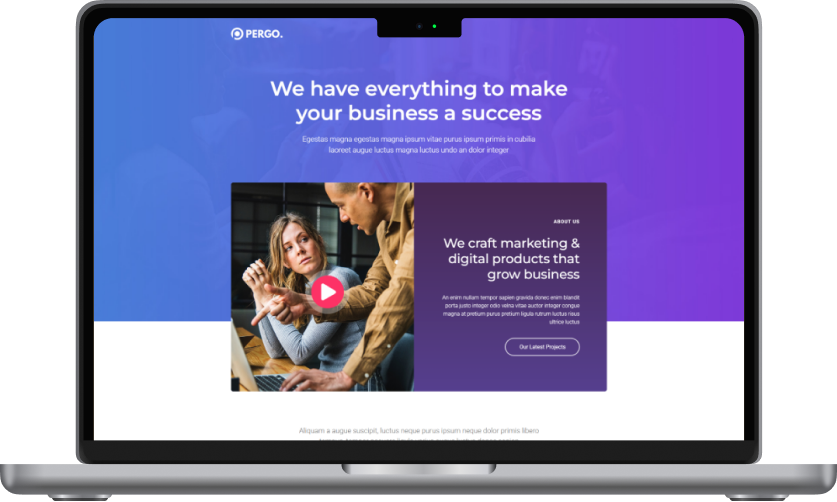 PERGO.
We have everything to make
your business a success
Egestas magna egestas magna ipsum vitae purus ipsum primis in cubilia
laoreet augue luctus magna luctus undo an dolor integer
ABOUT US
We craft marketing &
digital products that
grow business
An enim nullam tempor sapien gravida donec enim blandit
porta justo integer odio velna vitae auctor integer congue
magna at pretium purus pretium ligula rutrum luctus risus
ultrice luctus
Our Latest Projects
Aliquam a augue suscipit, luctus neque purus ipsum neque dolor primis libero